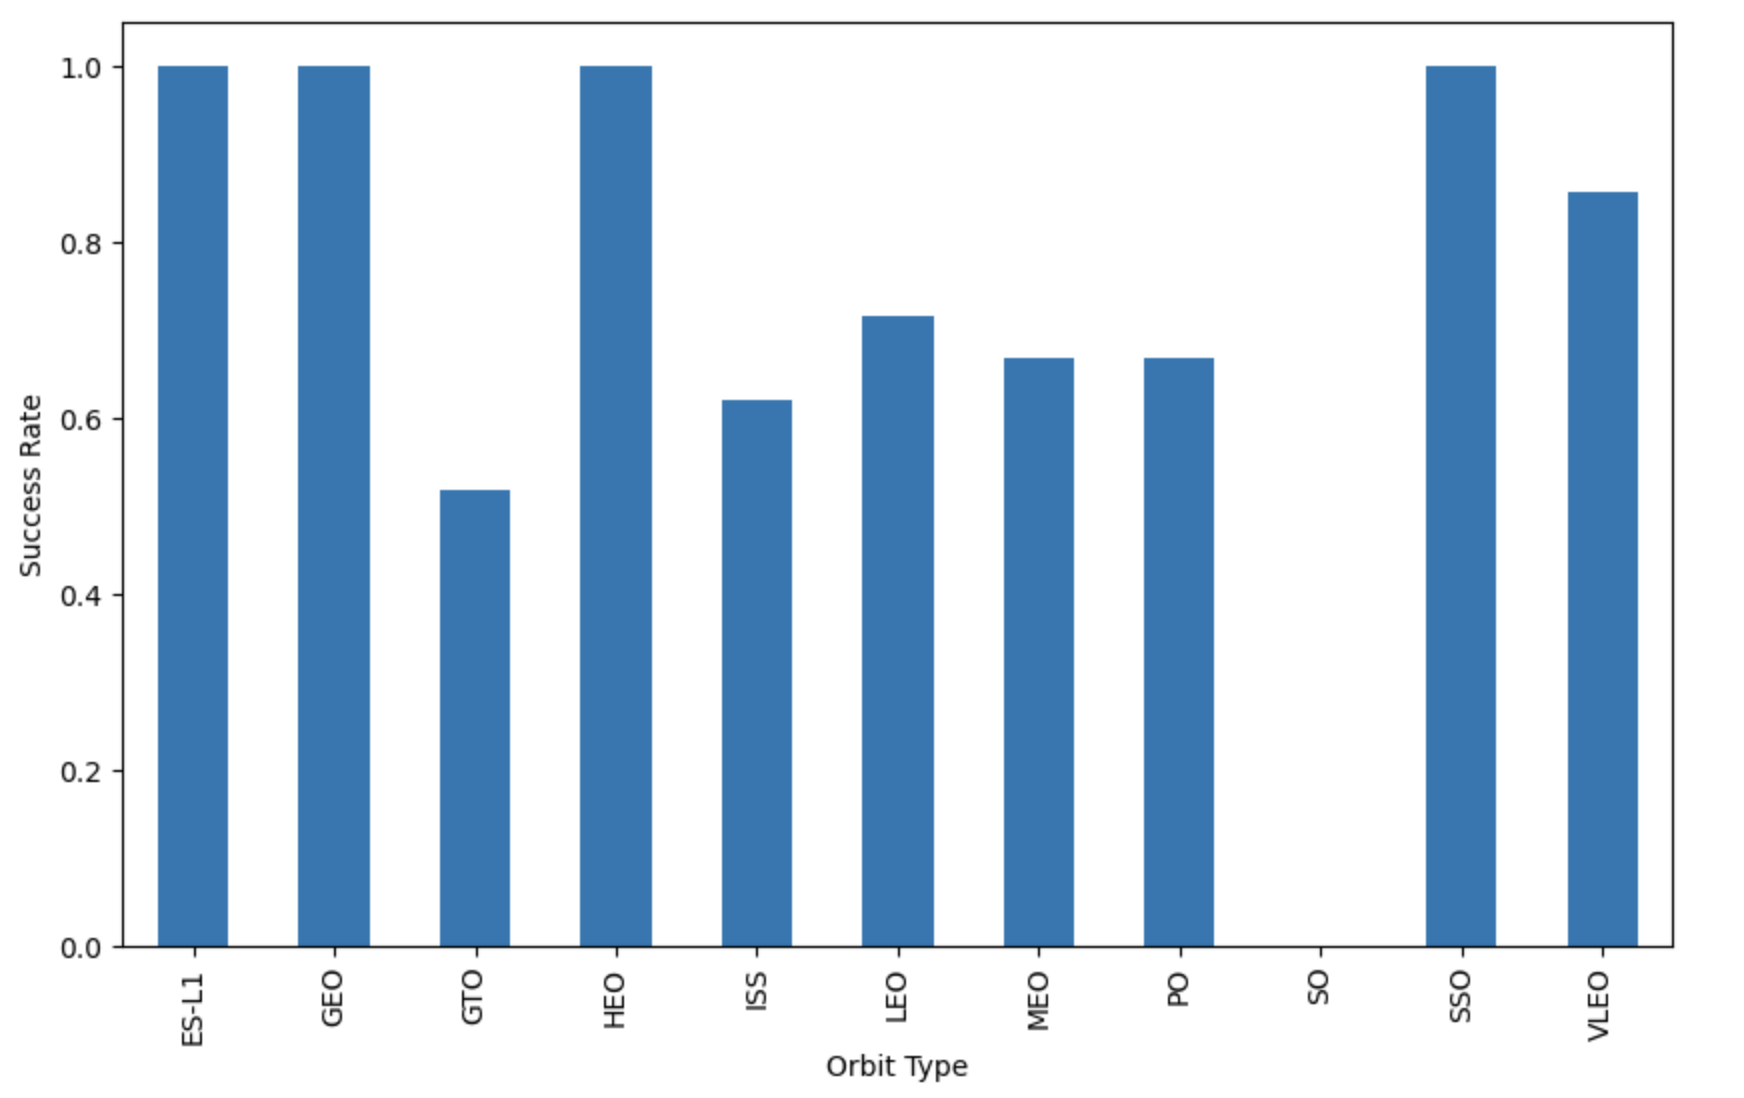 Success Rate
1.0
0.8
0.6
0.4
0.2
0.0
ES-L1
GEO
GTO
HEO
ISS
LEO
MEO
PO
SO
SSO
VLEO
Orbit Type